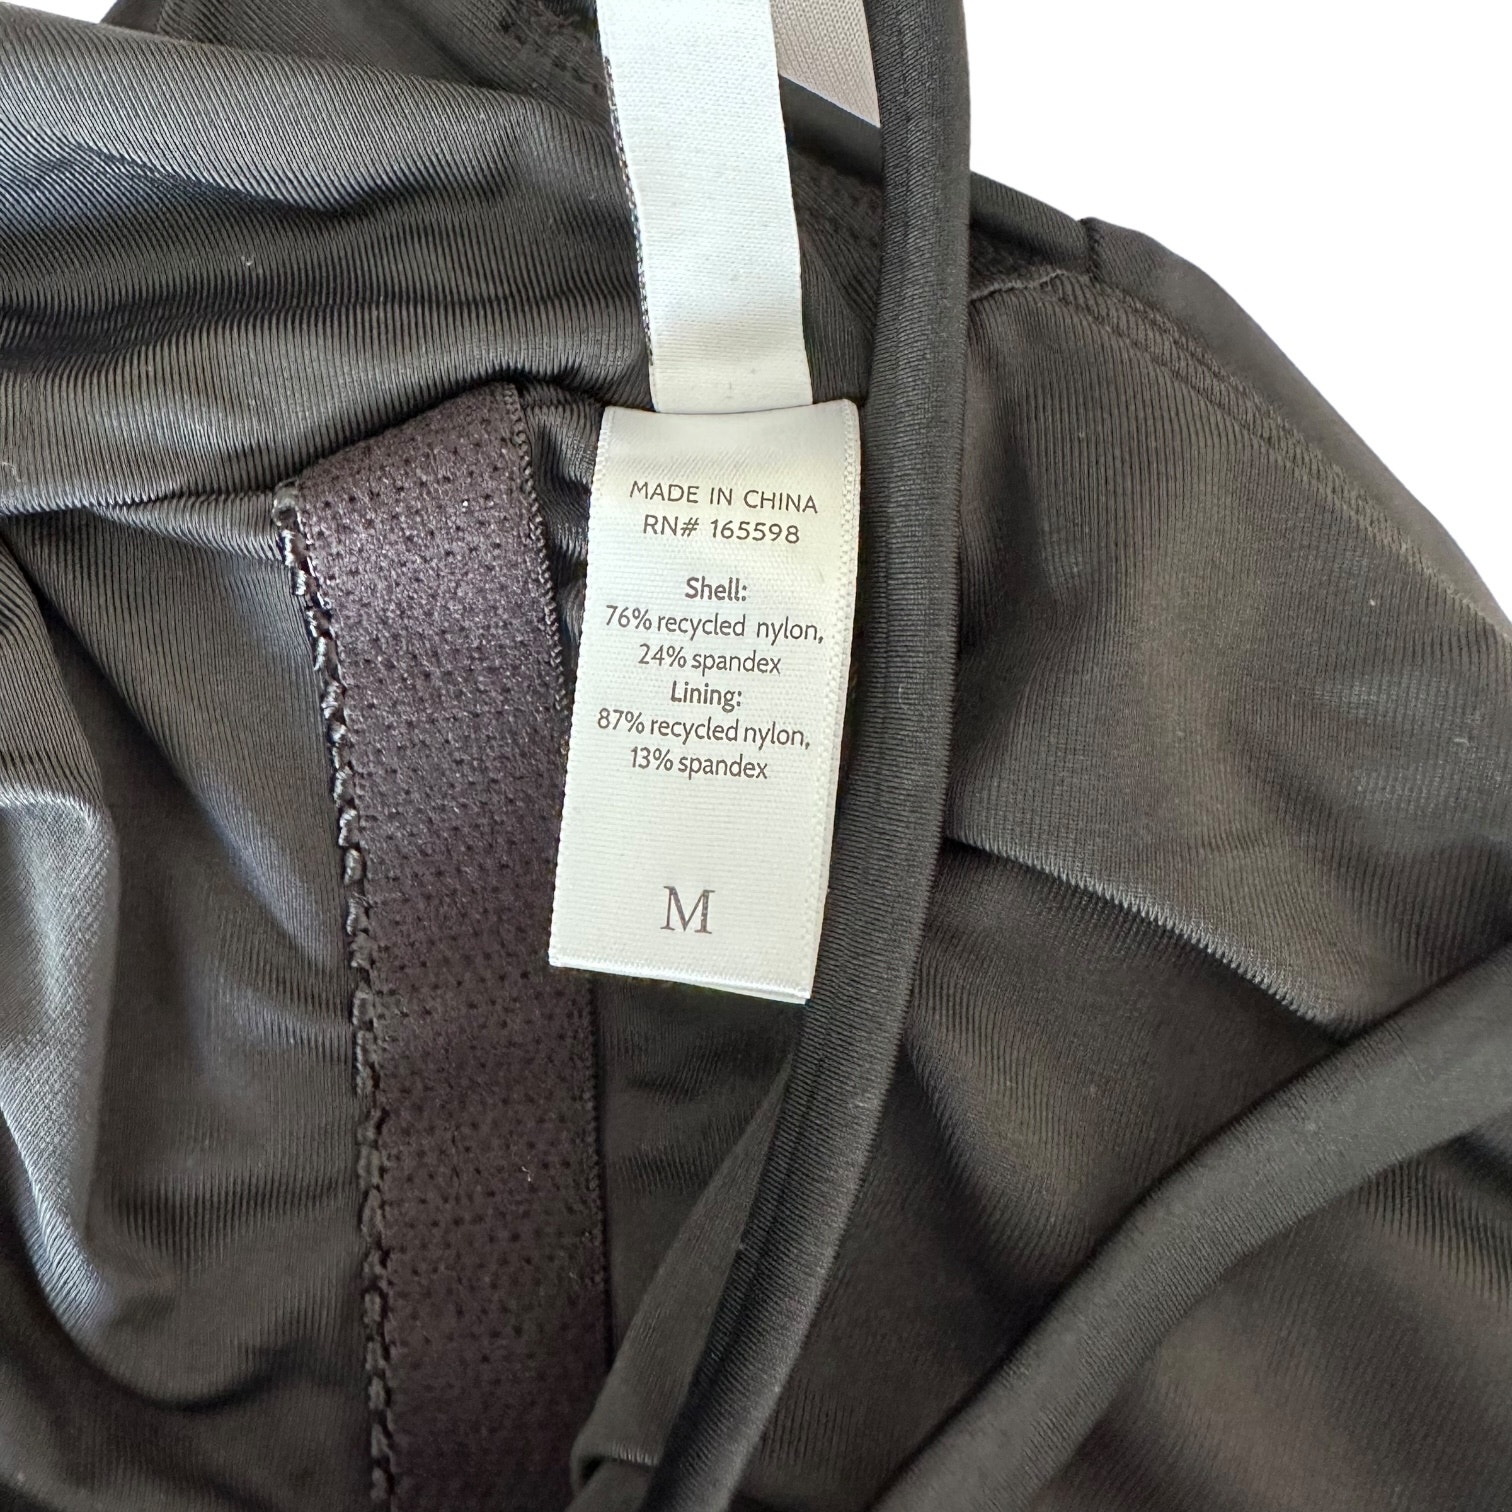 MADE IN CHINA
RN# 165598
Shell:
76% recycled nylon,
24% spandex
Lining:
87% recycled nylon,
13% spandex
M